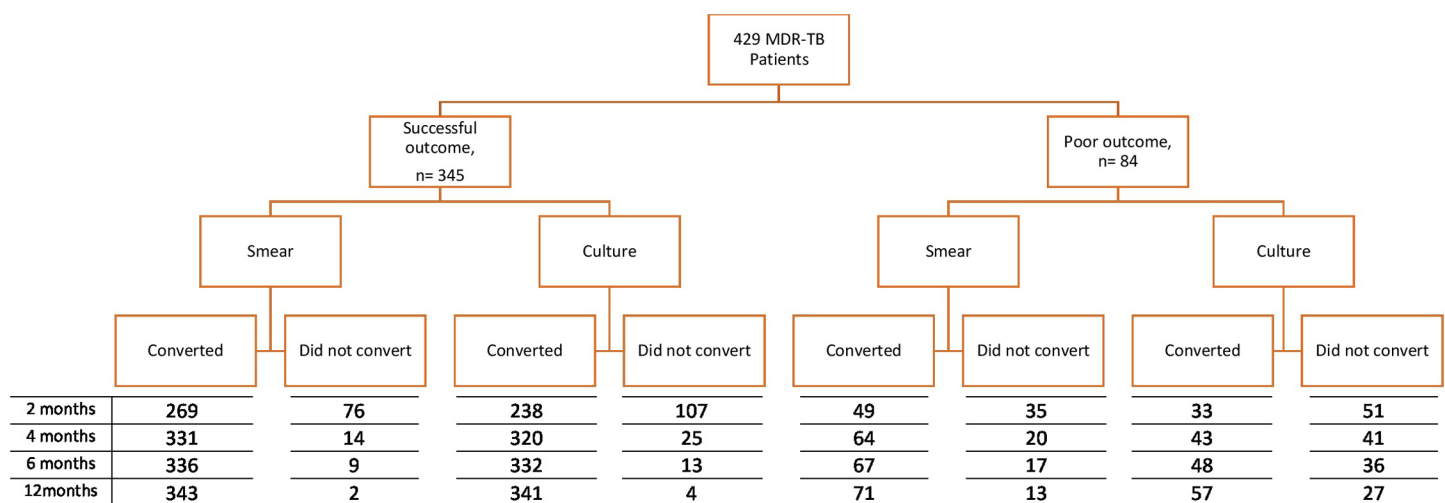 429 MDR-TB
Patients
Successful
outcome,
n= 345
Poor outcome,
n= 84
Smear
Culture
Smear
Culture
Converted
Did not convert
Converted
Did not convert
Converted
Did not convert
Converted
Did not convert
2 months 269 76 238 107 49 35 33 51
4 months 331 14 320 25 64 20 43 41
6 months 336 9 332 13 67 17 48 36
12months 343 2 341 4 71 13 57 27